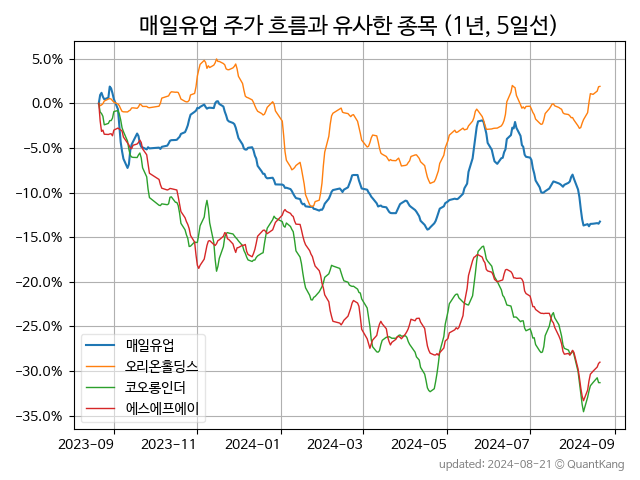 매일유업 주가 흐름과 유사한 종목 (1년, 5일선)
5.0%
0.0%
−5.0%
−10.0%
−15.0%
−20.0%
−25.0%
−30.0%
−35.0%
매일유업
오리온홀딩스
코오롱인더
에스에프에이
2023-09 2023-11 2024-01 2024-03 2024-05 2024-07 2024-09
updated: 2024-08-21 © QuantKang